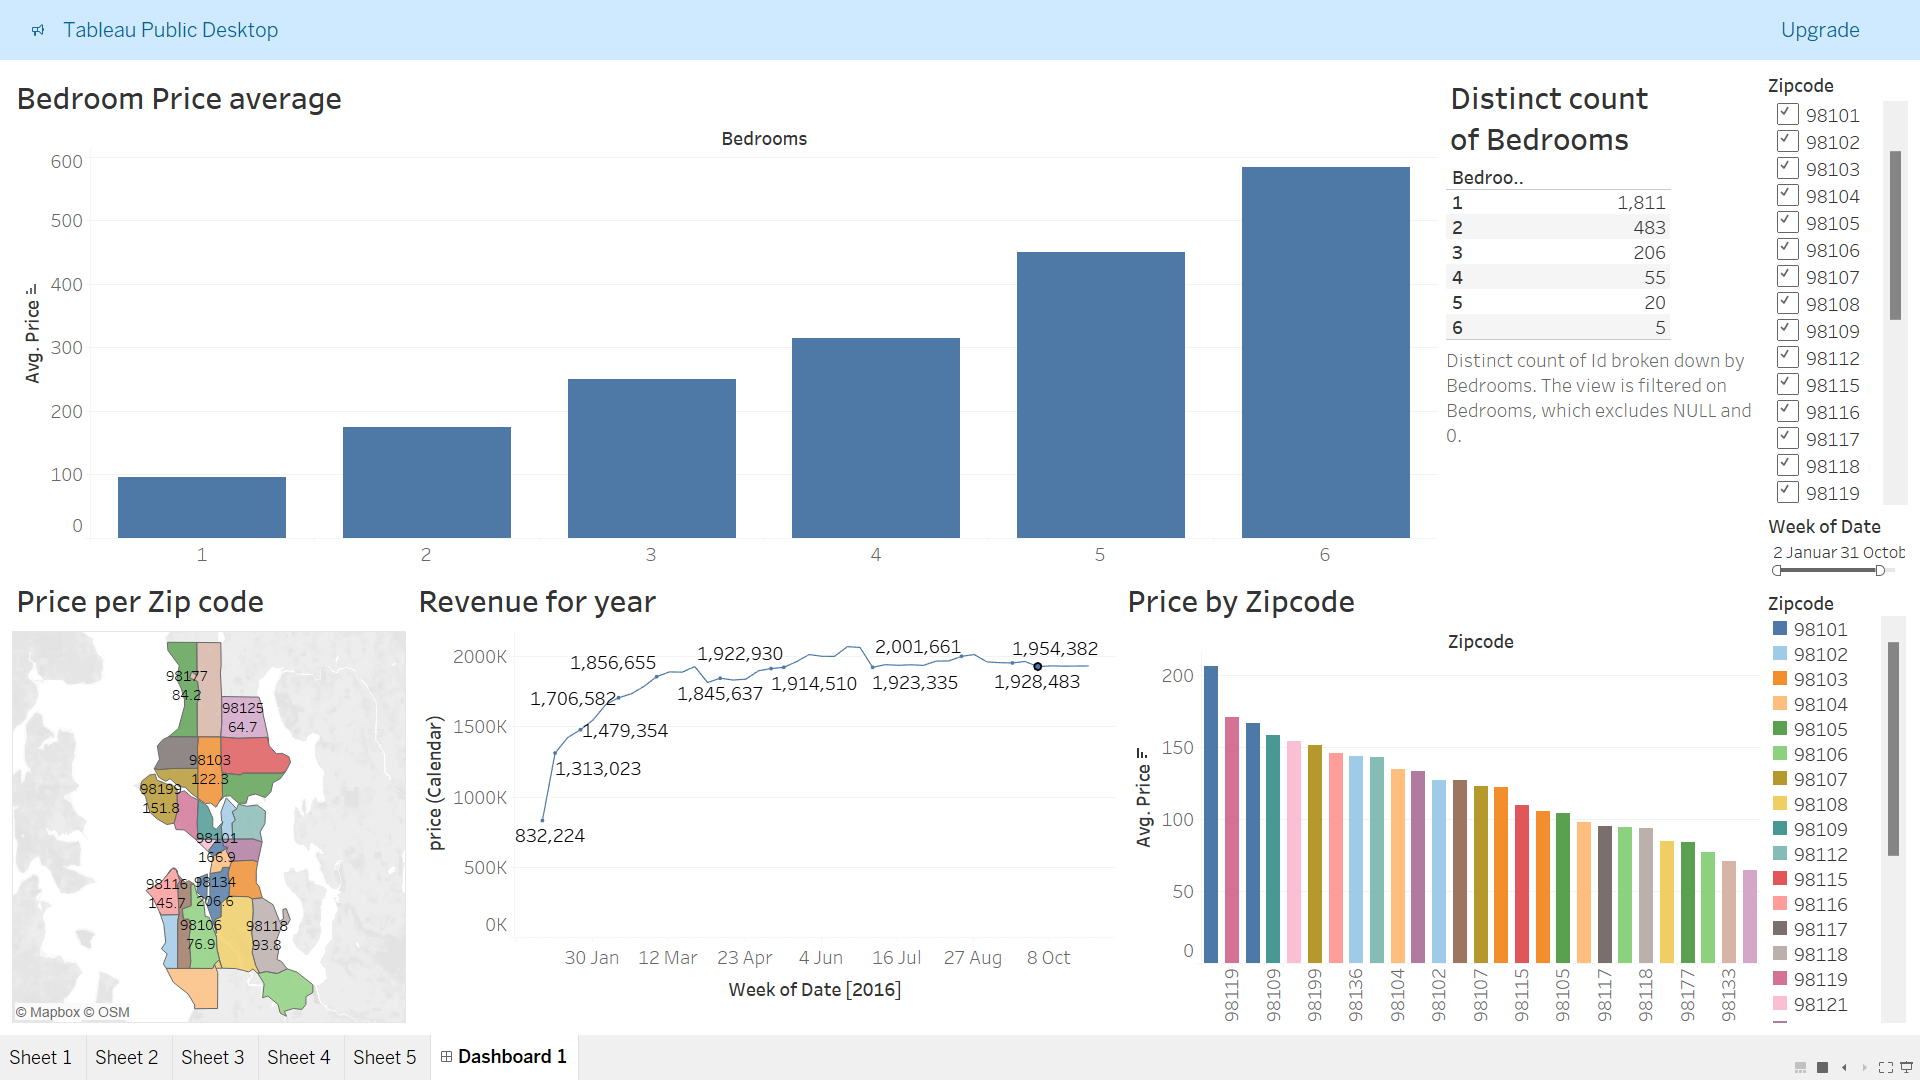 Tableau Public Desktop
Upgrade
Bedroom Price average
Bedrooms
Avg. Price
600
500
400
300
200
100
0
1
2
3
4
5
6
Distinct count
of Bedrooms
Bedroo..
1 1,811
2 483
3 206
4 55
5 20
6 5
Distinct count of Id broken down by
Bedrooms. The view is filtered on
Bedrooms, which excludes NULL and
0.
Zipcode
98101
98102
98103
98104
98105
98106
98107
98108
98109
98112
98115
98116
98117
98118
98119
Week of Date
2 Januar 31 Octob
Price per Zip code
98177
84.2
98125
64.7
98103
122.3
98199
151.8
98101
166.9
98116
145.7
98134
206.6
98106
76.9
98118
93.8
© Mapbox © OSM
Revenue for year
price (Calendar)
2000K
1500K
1000K
500K
0K
832,224
1,313,023
1,479,354
1,706,582
1,856,655
1,845,637
1,922,930
1,914,510
2,001,661
1,923,335
1,954,382
1,928,483
30 Jan
12 Mar
23 Apr
4 Jun
16 Jul
27 Aug
8 Oct
Week of Date [2016]
Price by Zipcode
Zipcode
Avg. Price
200
150
100
50
0
98119
98109
98199
98136
98104
98102
98107
98115
98105
98117
98118
98177
98133
Zipcode
98101
98102
98103
98104
98105
98106
98107
98108
98109
98112
98115
98116
98117
98118
98119
98121
Sheet 1
Sheet 2
Sheet 3
Sheet 4
Sheet 5
Dashboard 1